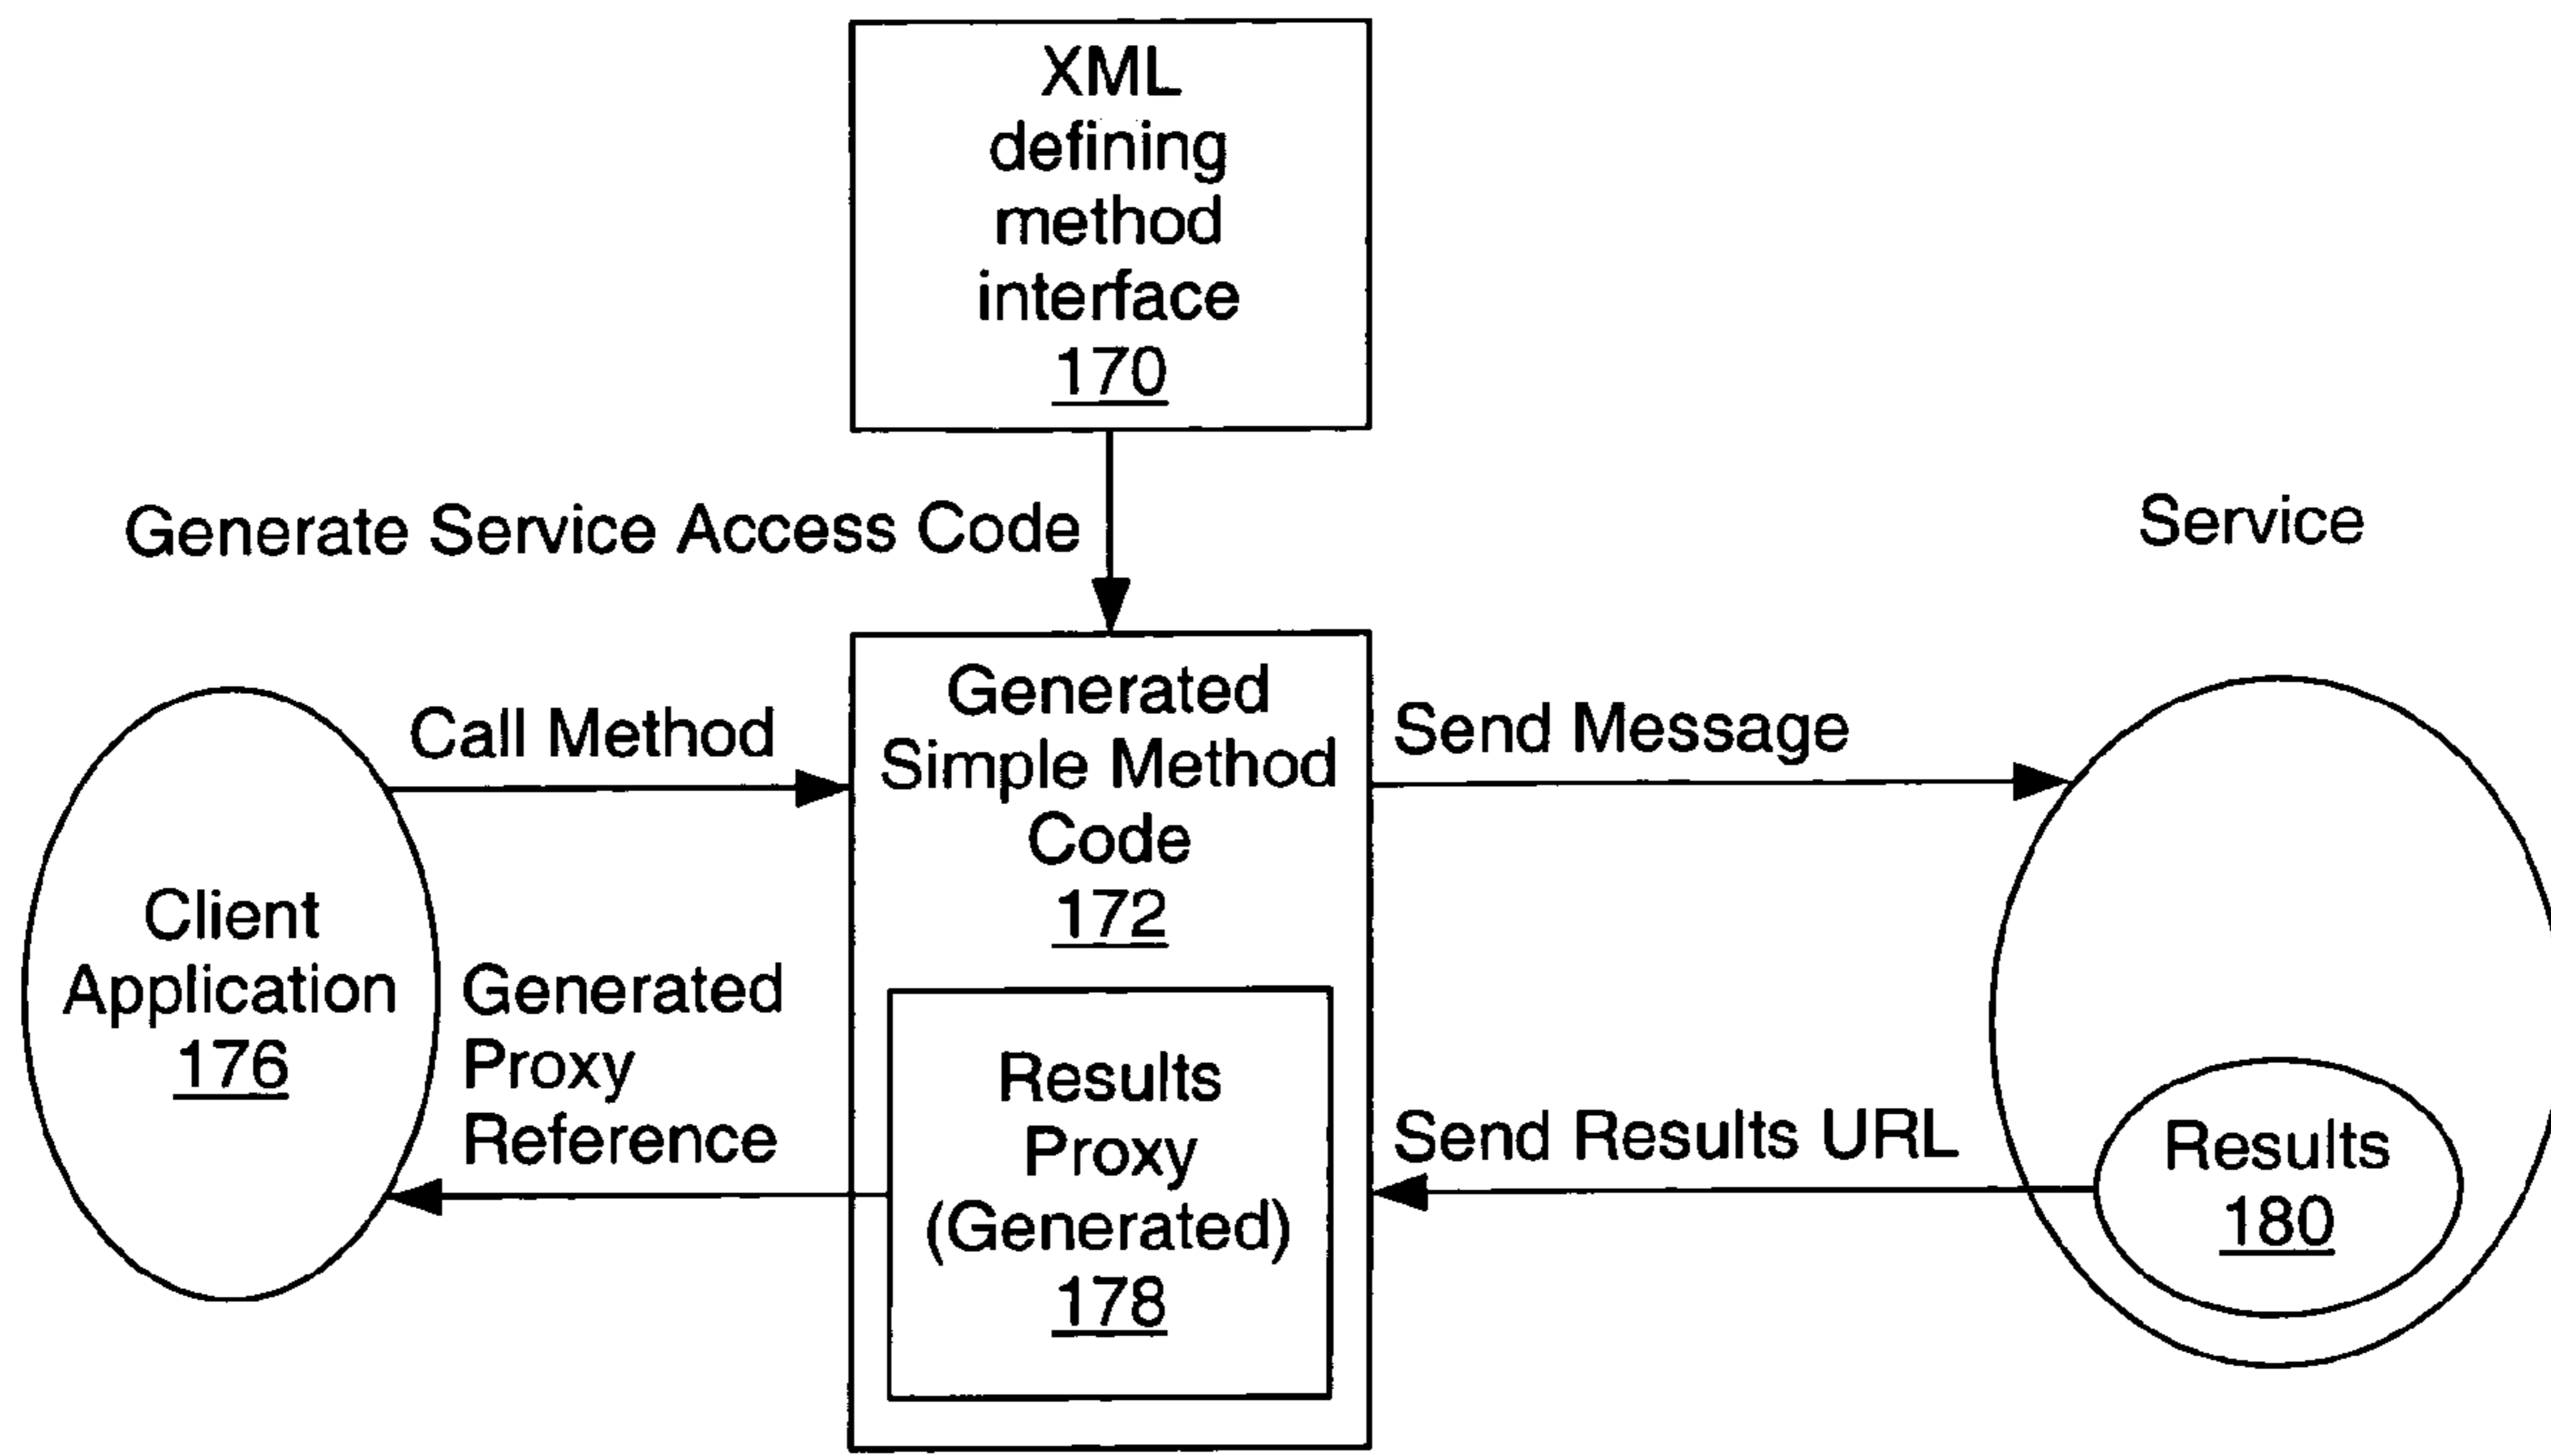 XML
defining
method
interface
170
Generate Service Access Code
Service
Generated
Simple Method
Code
172
Call Method
Send Message
Client
Application
176
Generated
Proxy
Reference
Results
Proxy
(Generated)
178
Send Results URL
Results
180